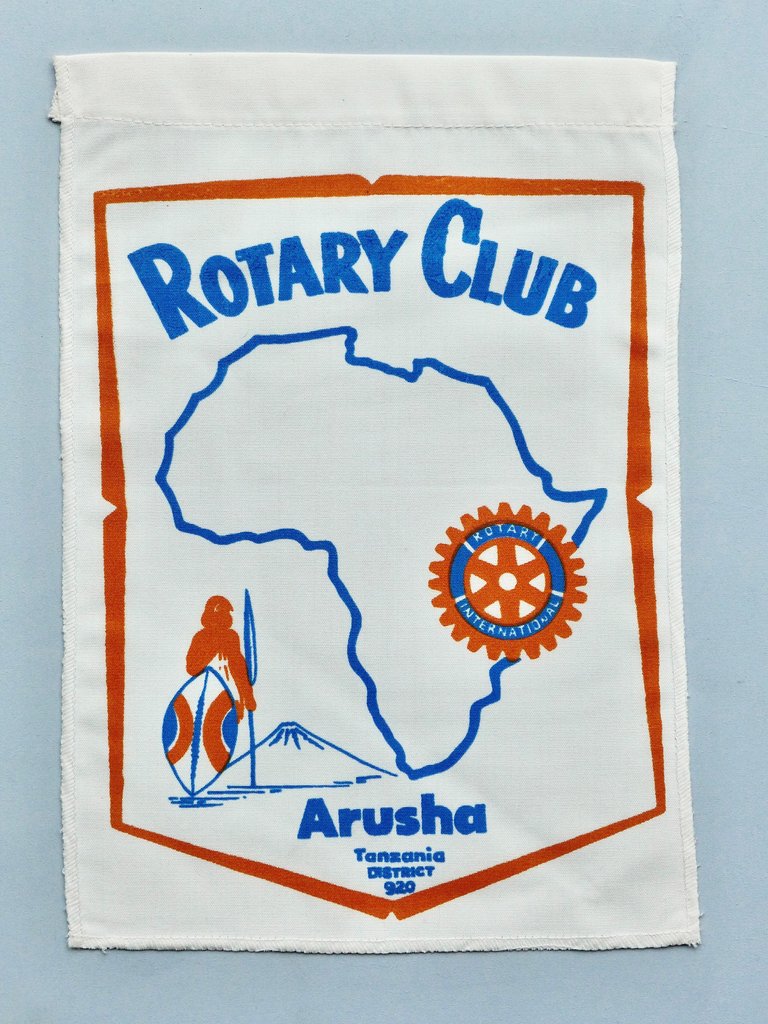 ROTARY CLUB
ROTARY
INTERNATIONAL
Arusha
Tanzania
DISTRICT
920